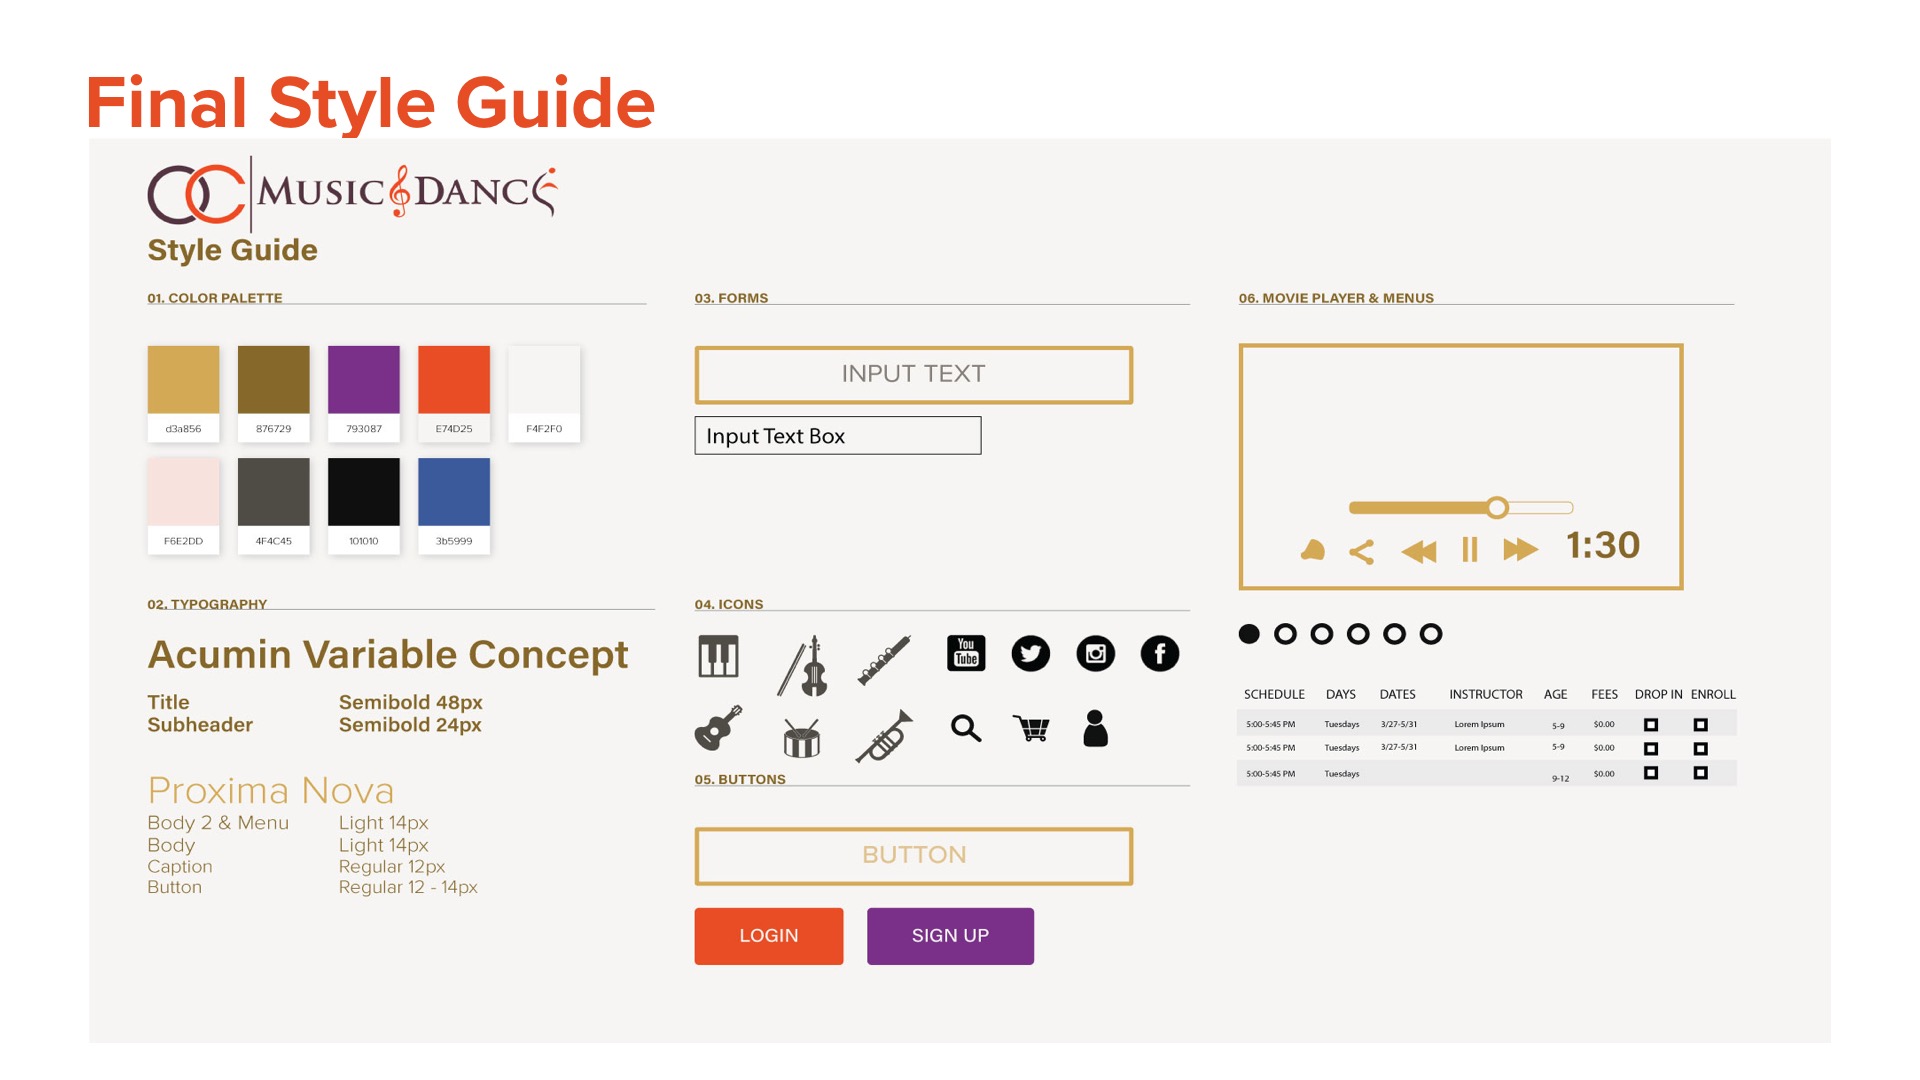 Final Style Guide
OC MUSIC DANCE
Style Guide
01. COLOR PALETTE
d3a856 876729 793087 E74D25 F4F2F0
F6E2DD 4F4C45 101010 3b5999
02. TYPOGRAPHY
Acumin Variable Concept
Title Semibold 48px
Subheader Semibold 24px
Proxima Nova
Body 2 & Menu Light 14px
Body Light 14px
Caption Regular 12px
Button Regular 12 - 14px
03. FORMS
INPUT TEXT
Input Text Box
04. ICONS
You
Tube
05. BUTTONS
BUTTON
LOGIN SIGN UP
06. MOVIE PLAYER & MENUS
1:30
SCHEDULE DAYS DATES INSTRUCTOR AGE FEES DROP IN ENROLL
5:00-5:45 PM Tuesdays 3/27-5/31 Lorem Ipsum 5-9 $0.00
5:00-5:45 PM Tuesdays 3/27-5/31 Lorem Ipsum 5-9 $0.00
5:00-5:45 PM Tuesdays 9-12 $0.00